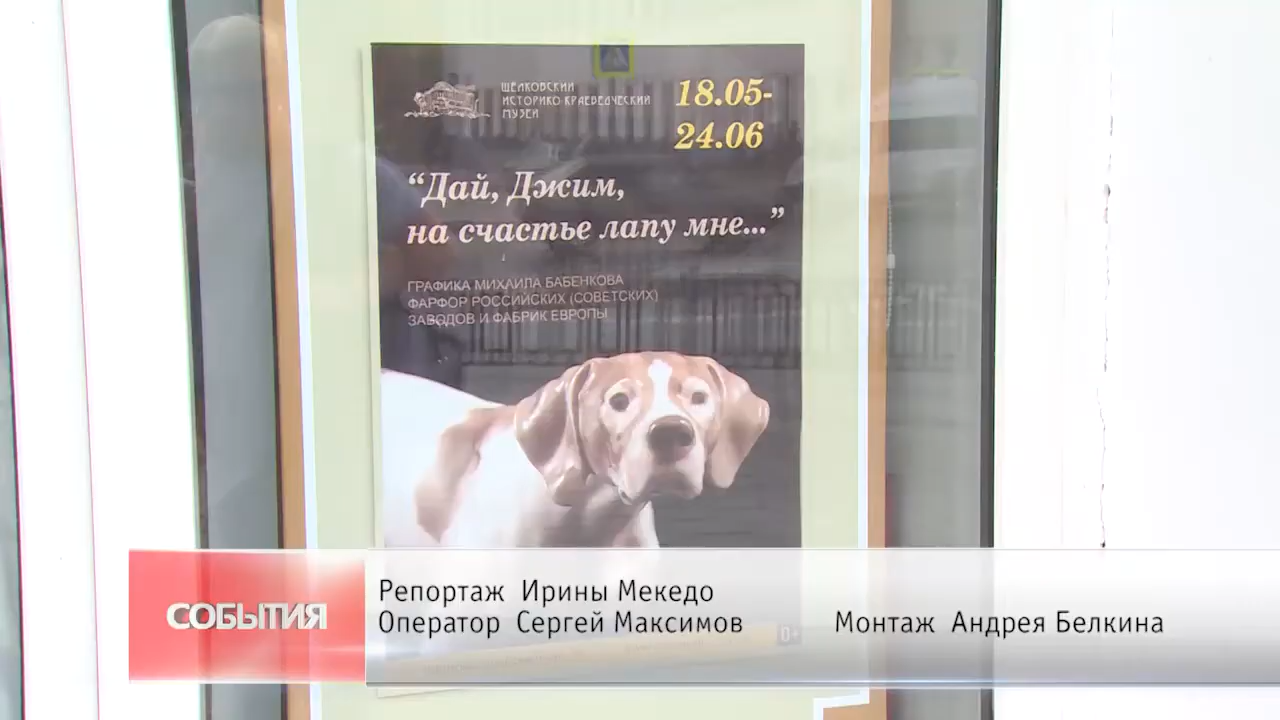 ЩЁЛКОВСКИЙ
ИСТОРИКО-КРАЕВЕДЧЕСКИЙ
МУЗЕЙ
18.05-
24.06
“Дай, Джим,
на счастье лапу мне...”
ГРАФИКА МИХАИЛА БАБЕНКОВА
ФАРФОР РОССИЙСКИХ (СОВЕТСКИХ)
ЗАВОДОВ И ФАБРИК ЕВРОПЫ
СОБЫТИЯ
Репортаж Ирины Мекедо
Оператор Сергей Максимов
Монтаж Андрея Белкина
0+